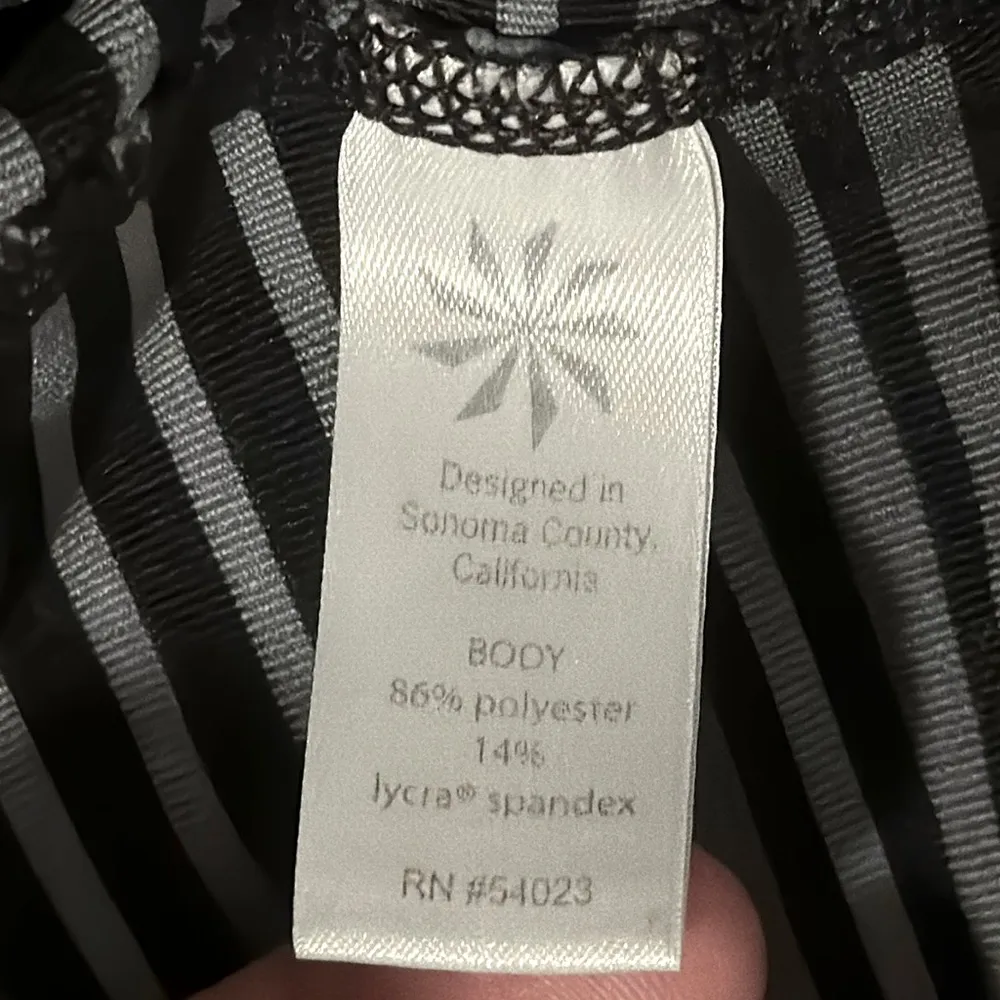 Designed in
Sonoma County,
California
BODY
86% polyester
14%
lycra® spandex
RN #54023